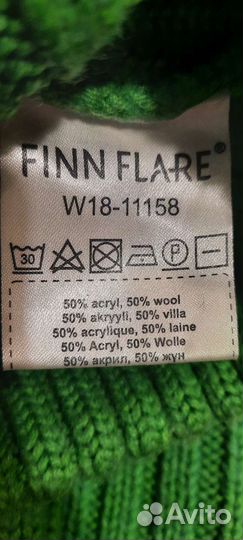 FINN FLARE®
W18-11158
30 P
50% acryl, 50% wool
50% akryyli, 50% villa
50% acrylique, 50% laine
50% Acryl, 50% Wolle
50% акрил, 50% жүн
Avito